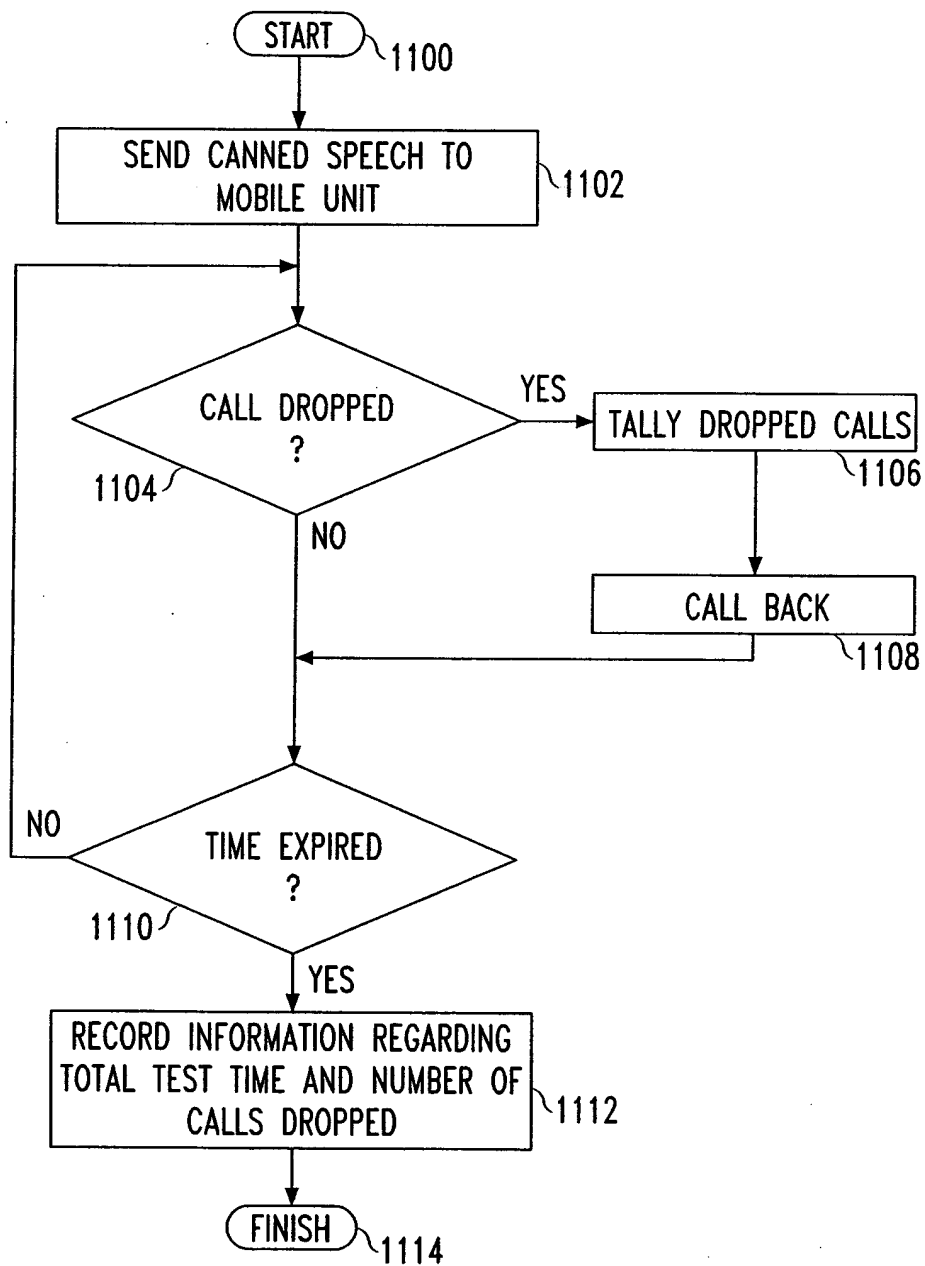 START
1100
SEND CANNED SPEECH TO
MOBILE UNIT
1102
CALL DROPPED
?
1104
YES
TALLY DROPPED CALLS
1106
NO
CALL BACK
1108
TIME EXPIRED
?
1110
NO
YES
RECORD INFORMATION REGARDING
TOTAL TEST TIME AND NUMBER OF
CALLS DROPPED
1112
FINISH
1114